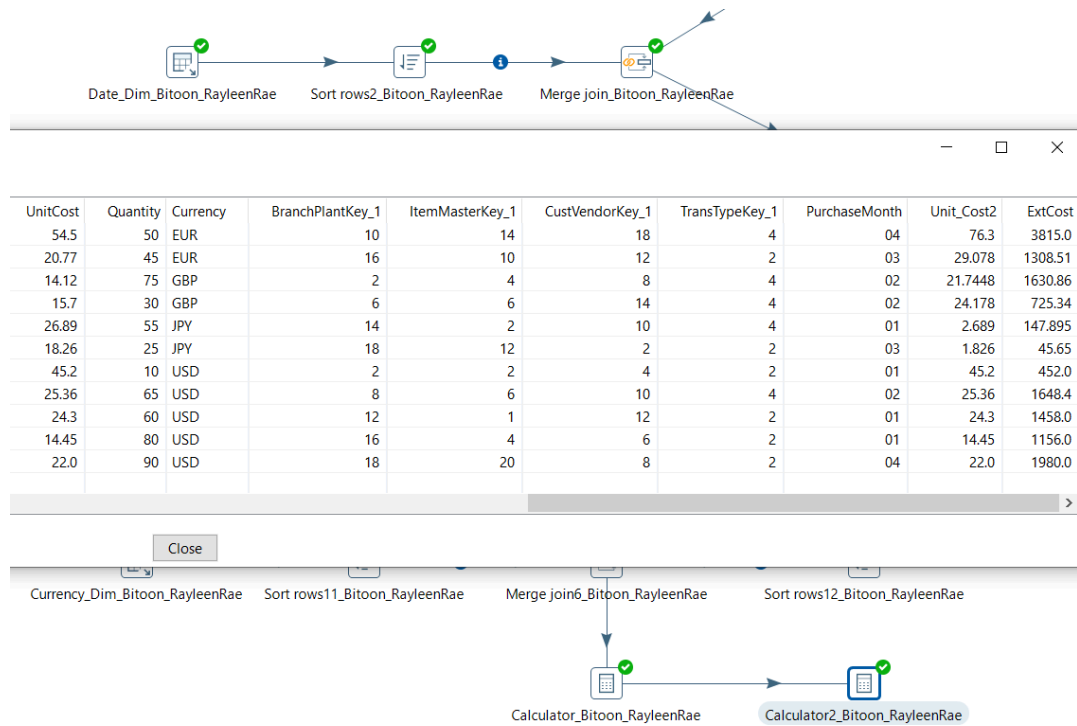 Date_Dim_Bitoon_RayleenRae Sort rows2_Bitoon_RayleenRae Merge join_Bitoon_RayleenRae
UnitCost Quantity Currency BranchPlantKey_1 ItemMasterKey_1 CustVendorKey_1 TransTypeKey_1 PurchaseMonth Unit_Cost2 ExtCost
54.5 50 EUR 10 14 18 4 04 76.3 3815.0
20.77 45 EUR 16 10 12 2 03 29.078 1308.51
14.12 75 GBP 2 4 8 4 02 21.7448 1630.86
15.7 30 GBP 6 6 14 4 02 24.178 725.34
26.89 55 JPY 14 2 10 4 01 2.689 147.895
18.26 25 JPY 18 12 2 2 03 1.826 45.65
45.2 10 USD 2 2 4 2 01 45.2 452.0
25.36 65 USD 8 6 10 4 02 25.36 1648.4
24.3 60 USD 12 1 12 2 01 24.3 1458.0
14.45 80 USD 16 4 6 2 01 14.45 1156.0
22.0 90 USD 18 20 8 2 04 22.0 1980.0
Close
Currency_Dim_Bitoon_RayleenRae Sort rows11_Bitoon_RayleenRae Merge join6_Bitoon_RayleenRae Sort rows12_Bitoon_RayleenRae
Calculator_Bitoon_RayleenRae Calculator2_Bitoon_RayleenRae